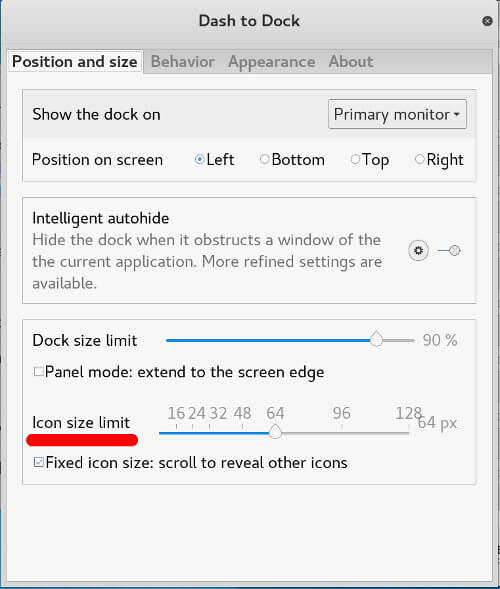 Dash to Dock
Position and size Behavior Appearance About
Show the dock on Primary monitor
Position on screen Left Bottom Top Right
Intelligent autohide
Hide the dock when it obstructs a window of the
the current application. More refined settings are
available.
Dock size limit 90 %
Panel mode: extend to the screen edge
16 24 32 48 64 96 128
Icon size limit 64 px
Fixed icon size: scroll to reveal other icons